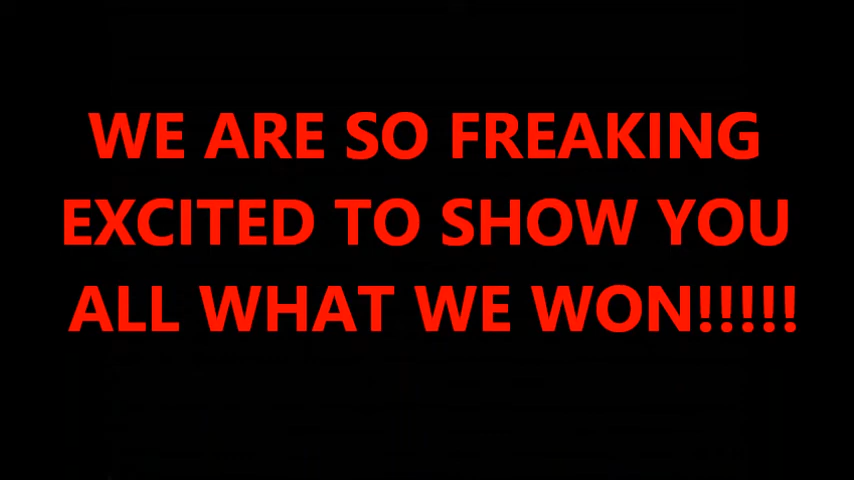 WE ARE SO FREAKING
EXCITED TO SHOW YOU
ALL WHAT WE WON!!!!!